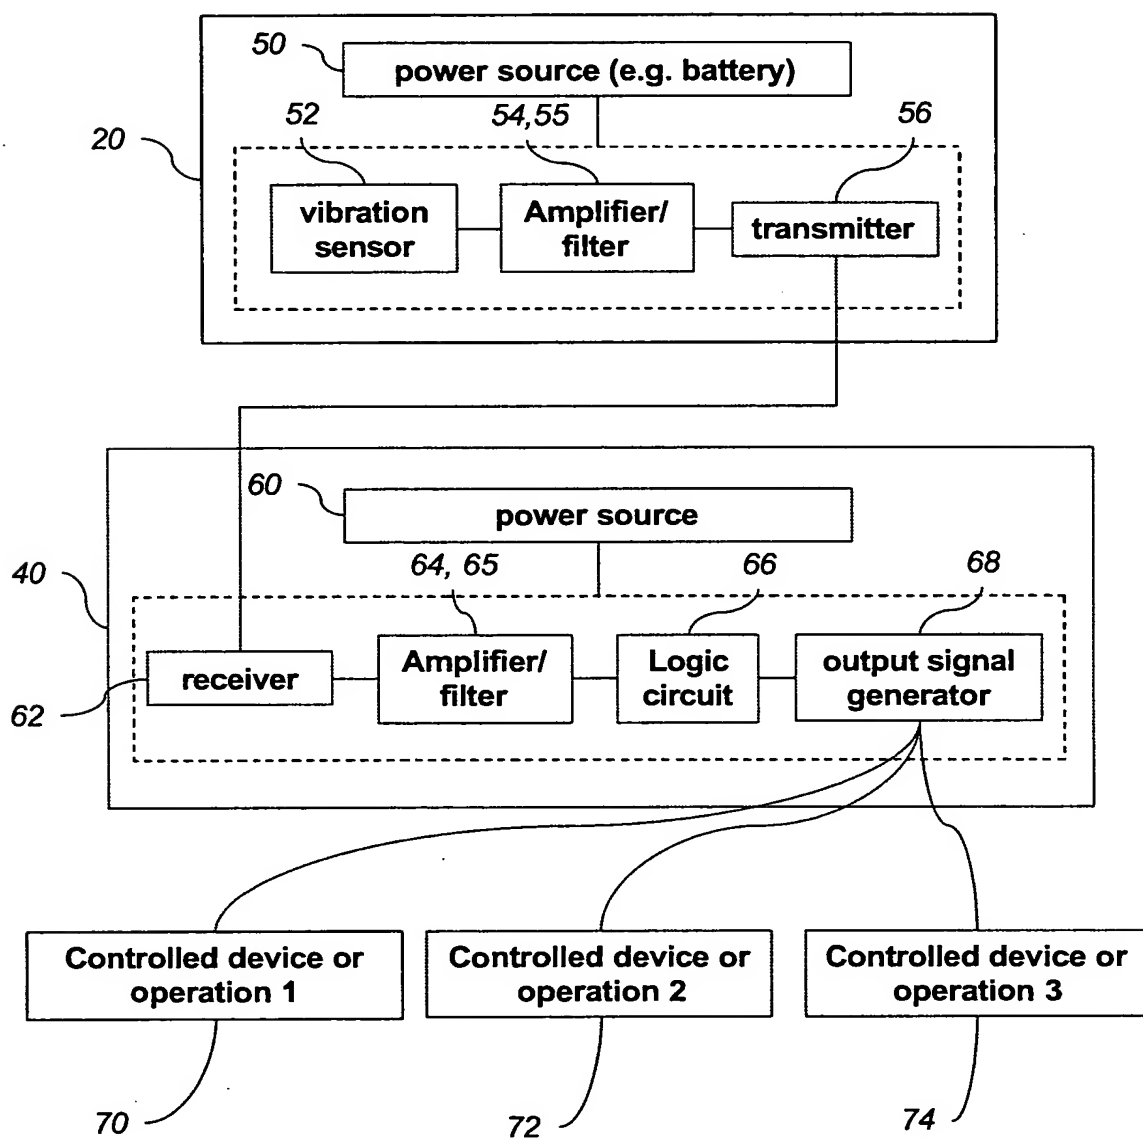 50
power source (e.g. battery)
52
54,55
56
20
vibration
sensor
Amplifier/
filter
transmitter
60
power source
40
64, 65
66
68
receiver
Amplifier/
filter
Logic
circuit
output signal
generator
62
Controlled device or
operation 1
Controlled device or
operation 2
Controlled device or
operation 3
70
72
74